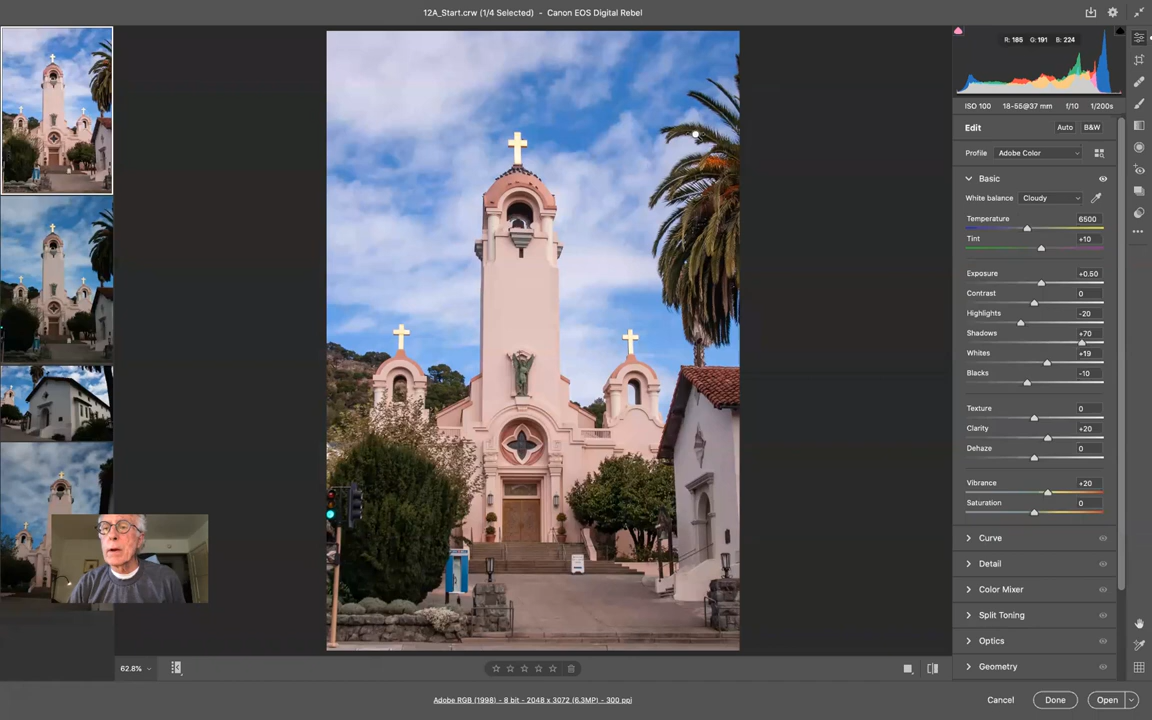 12A_Start.crw (1/4 Selected) - Canon EOS Digital Rebel
R: 185 G: 191 B: 224
ISO 100 18-55@37 mm f/10 1/200s
Edit Auto B&W
Profile Adobe Color
Basic
White balance Cloudy
Temperature 6500
Tint +10
Exposure +0.50
Contrast 0
Highlights -20
Shadows +70
Whites +19
Blacks -10
Texture 0
Clarity +20
Dehaze 0
Vibrance +20
Saturation 0
Curve
Detail
Color Mixer
Split Toning
Optics
Geometry
62.8%
Adobe RGB (1998) - 8 bit - 2048 x 3072 (6.3MP) - 300 ppi
Cancel Done Open